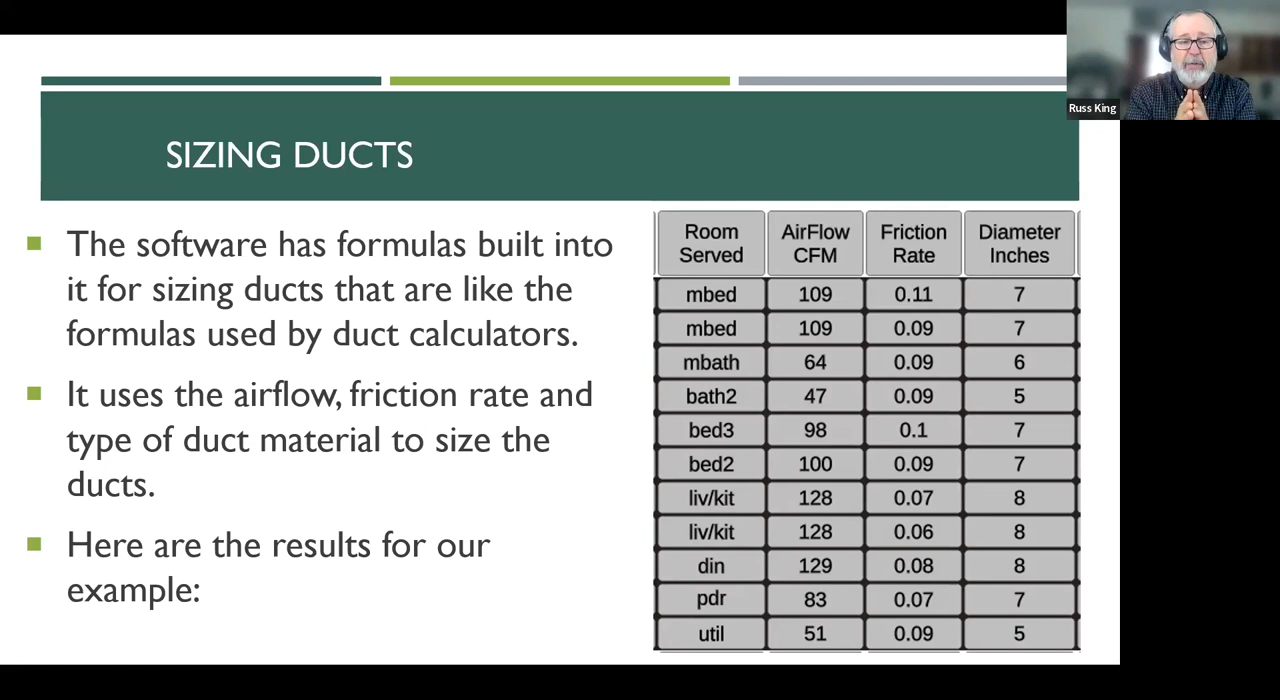 Russ King
SIZING DUCTS
The software has formulas built into
it for sizing ducts that are like the
formulas used by duct calculators.
It uses the airflow, friction rate and
type of duct material to size the
ducts.
Here are the results for our
example:
Room Served AirFlow CFM Friction Rate Diameter Inches
mbed 109 0.11 7
mbed 109 0.09 7
mbath 64 0.09 6
bath2 47 0.09 5
bed3 98 0.1 7
bed2 100 0.09 7
liv/kit 128 0.07 8
liv/kit 128 0.06 8
din 129 0.08 8
pdr 83 0.07 7
util 51 0.09 5